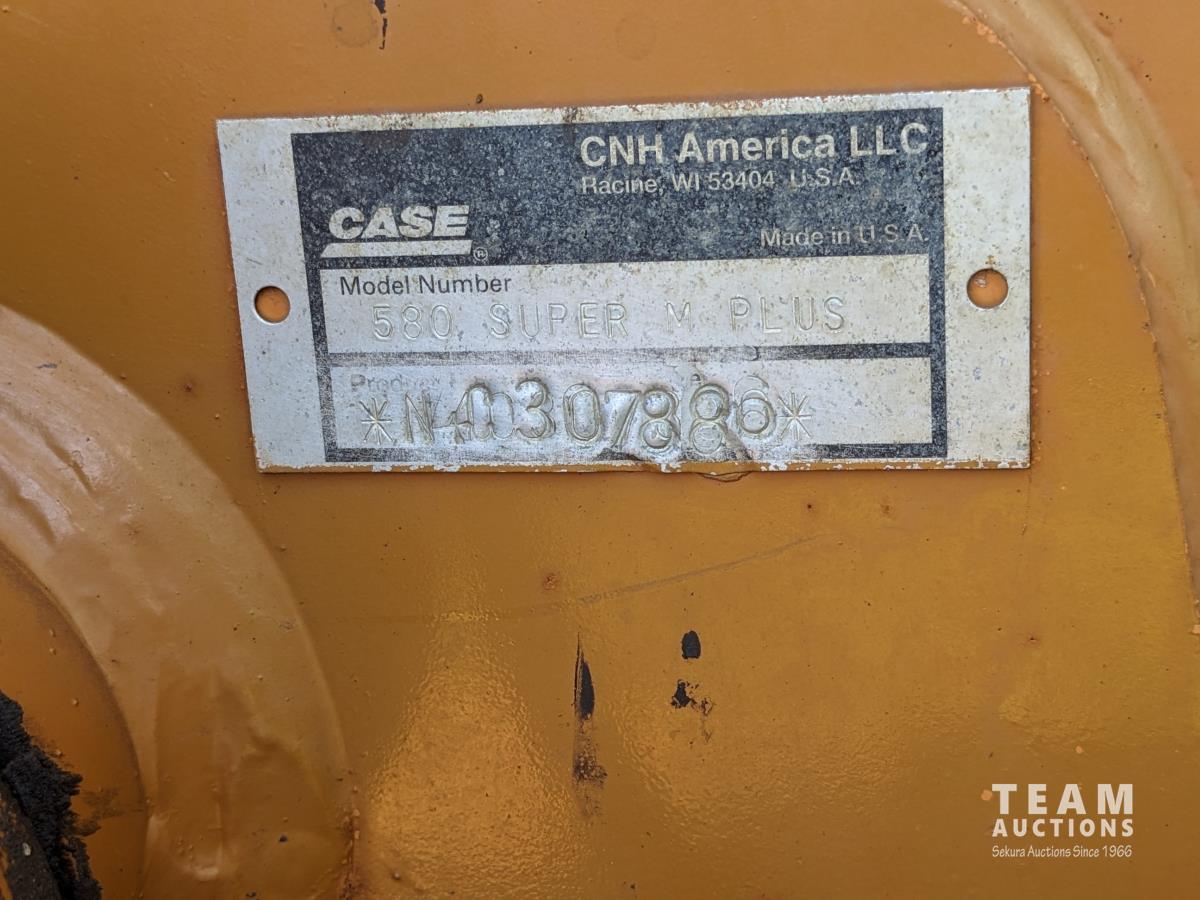 CNH America LLC
Racine, WI 53404 U.S.A.
CASE®
Made in U.S.A.
Model Number
580 SUPER M PLUS
TEAM
AUCTIONS
Sekura Auctions Since 1966